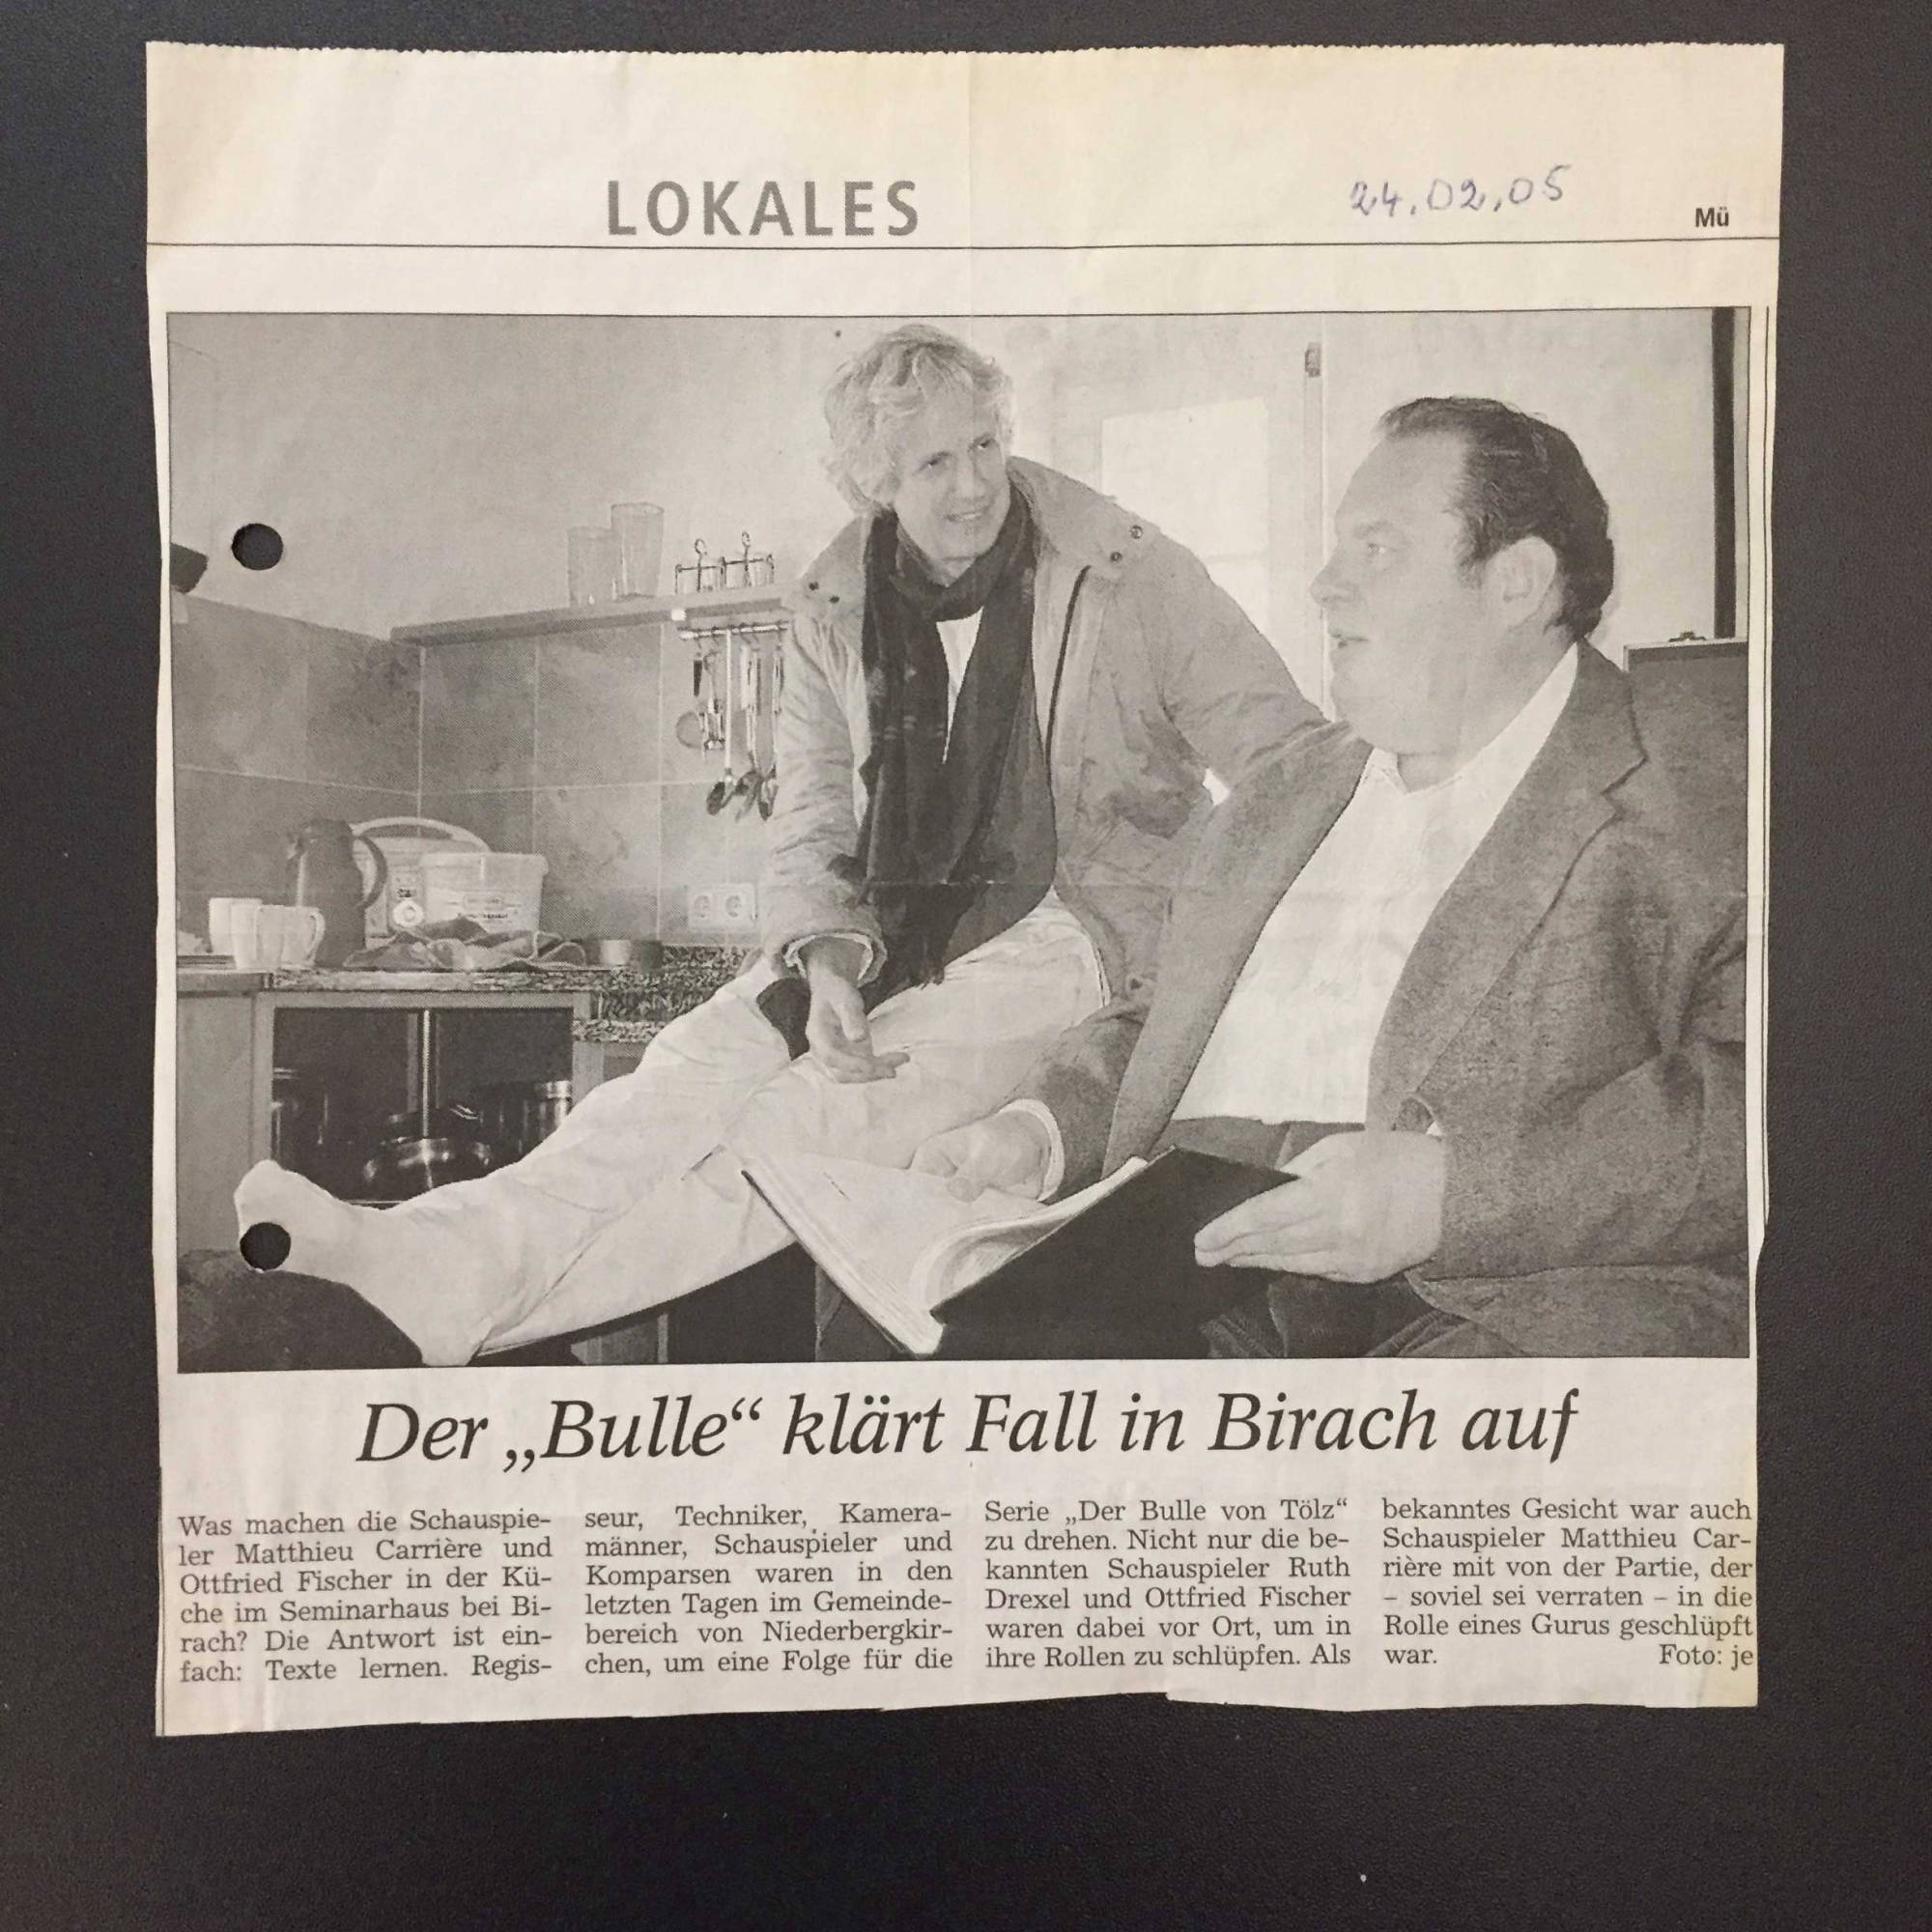 LOKALES
24.02.05
Mü
Der „Bulle“ klärt Fall in Birach auf
Was machen die Schauspie-
ler Matthieu Carrière und
Ottfried Fischer in der Kü-
che im Seminarhaus bei Bi-
rach? Die Antwort ist ein-
fach: Texte lernen. Regis-
seur, Techniker, Kamera-
männer, Schauspieler und
Komparsen waren in den
letzten Tagen im Gemeinde-
bereich von Niederbergkir-
chen, um eine Folge für die
Serie „Der Bulle von Tölz“
zu drehen. Nicht nur die be-
kannten Schauspieler Ruth
Drexel und Ottfried Fischer
waren dabei vor Ort, um in
ihre Rollen zu schlüpfen. Als
bekanntes Gesicht war auch
Schauspieler Matthieu Car-
rière mit von der Partie, der
– soviel sei verraten – in die
Rolle eines Gurus geschlüpft
war. Foto: je